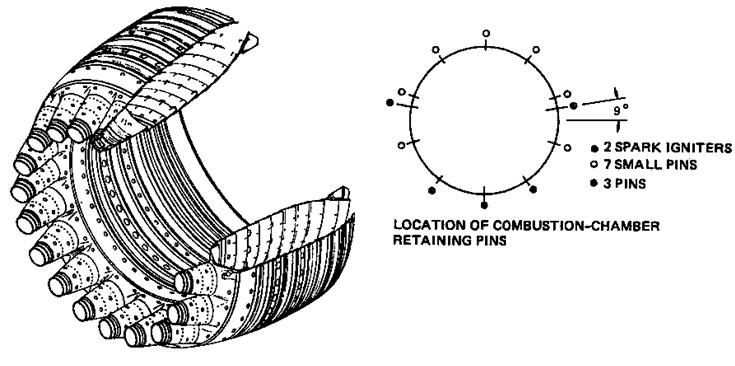 9°
● 2 SPARK IGNITERS
○ 7 SMALL PINS
● 3 PINS
LOCATION OF COMBUSTION-CHAMBER
RETAINING PINS